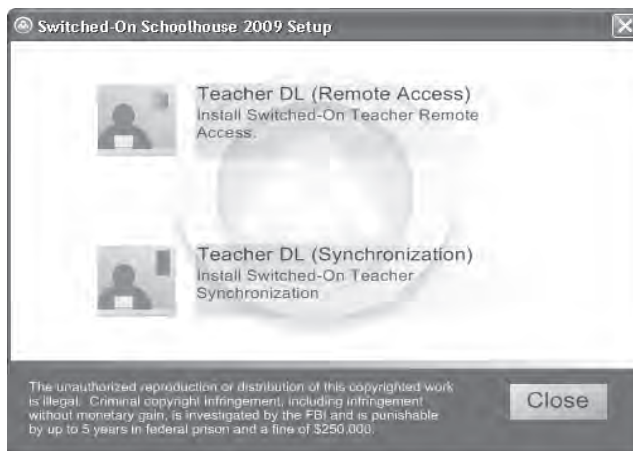 Switched-On Schoolhouse 2009 Setup
Teacher DL (Remote Access)
Install Switched-On Teacher Remote
Access.
Teacher DL (Synchronization)
Install Switched-On Teacher
Synchronization
The unauthorized reproduction or distribution of this copyrighted work
is illegal. Criminal copyright infringement, including infringement
without monetary gain, is investigated by the FBI and is punishable
by up to 5 years in federal prison and a fine of $250,000.
Close